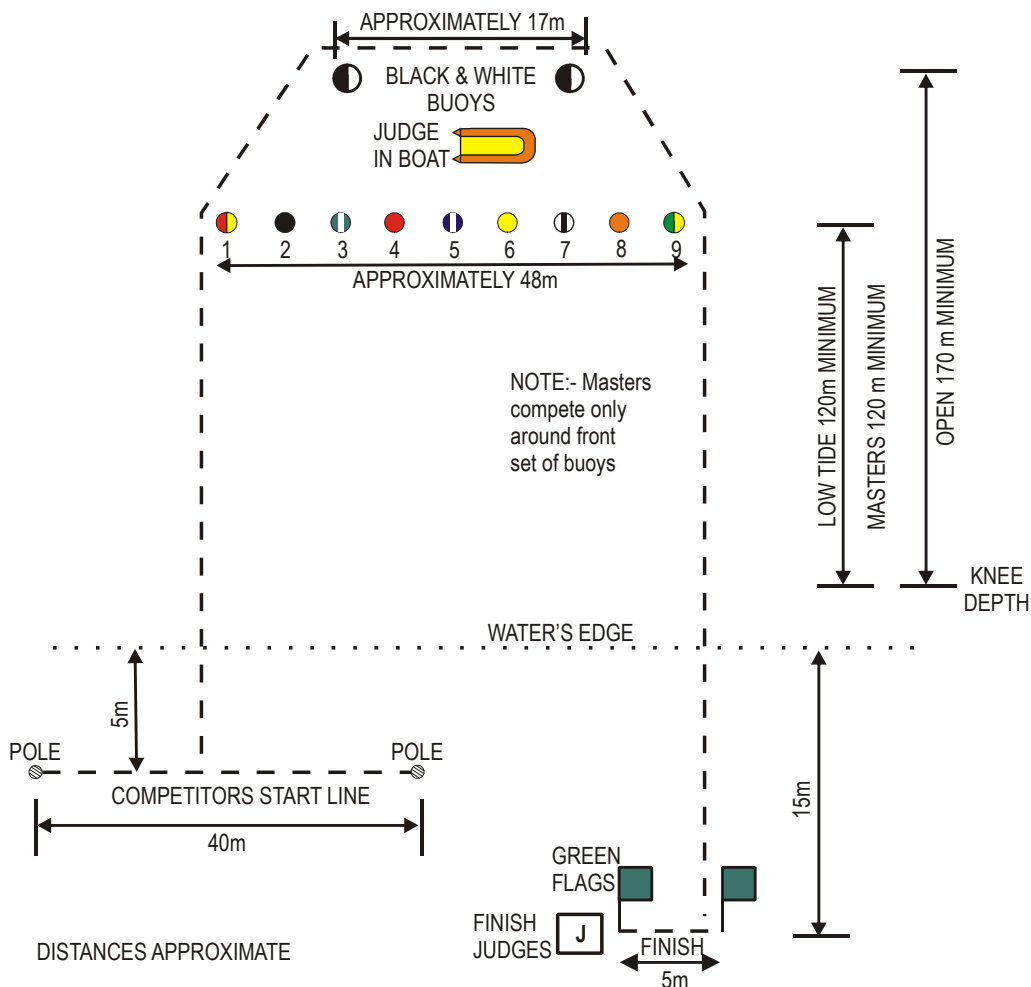 APPROXIMATELY 17m
BLACK & WHITE
BUOYS
JUDGE
IN BOAT
1 2 3 4 5 6 7 8 9
APPROXIMATELY 48m
NOTE:- Masters
compete only
around front
set of buoys
LOW TIDE 120m MINIMUM
MASTERS 120 m MINIMUM
OPEN 170 m MINIMUM
KNEE
DEPTH
WATER'S EDGE
5m
POLE
POLE
COMPETITORS START LINE
40m
15m
GREEN
FLAGS
FINISH
JUDGES
J
FINISH
5m
DISTANCES APPROXIMATE